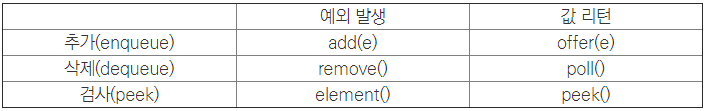 예외 발생 값 리턴
추가(enqueue) add(e) offer(e)
삭제(dequeue) remove() poll()
검사(peek) element() peek()